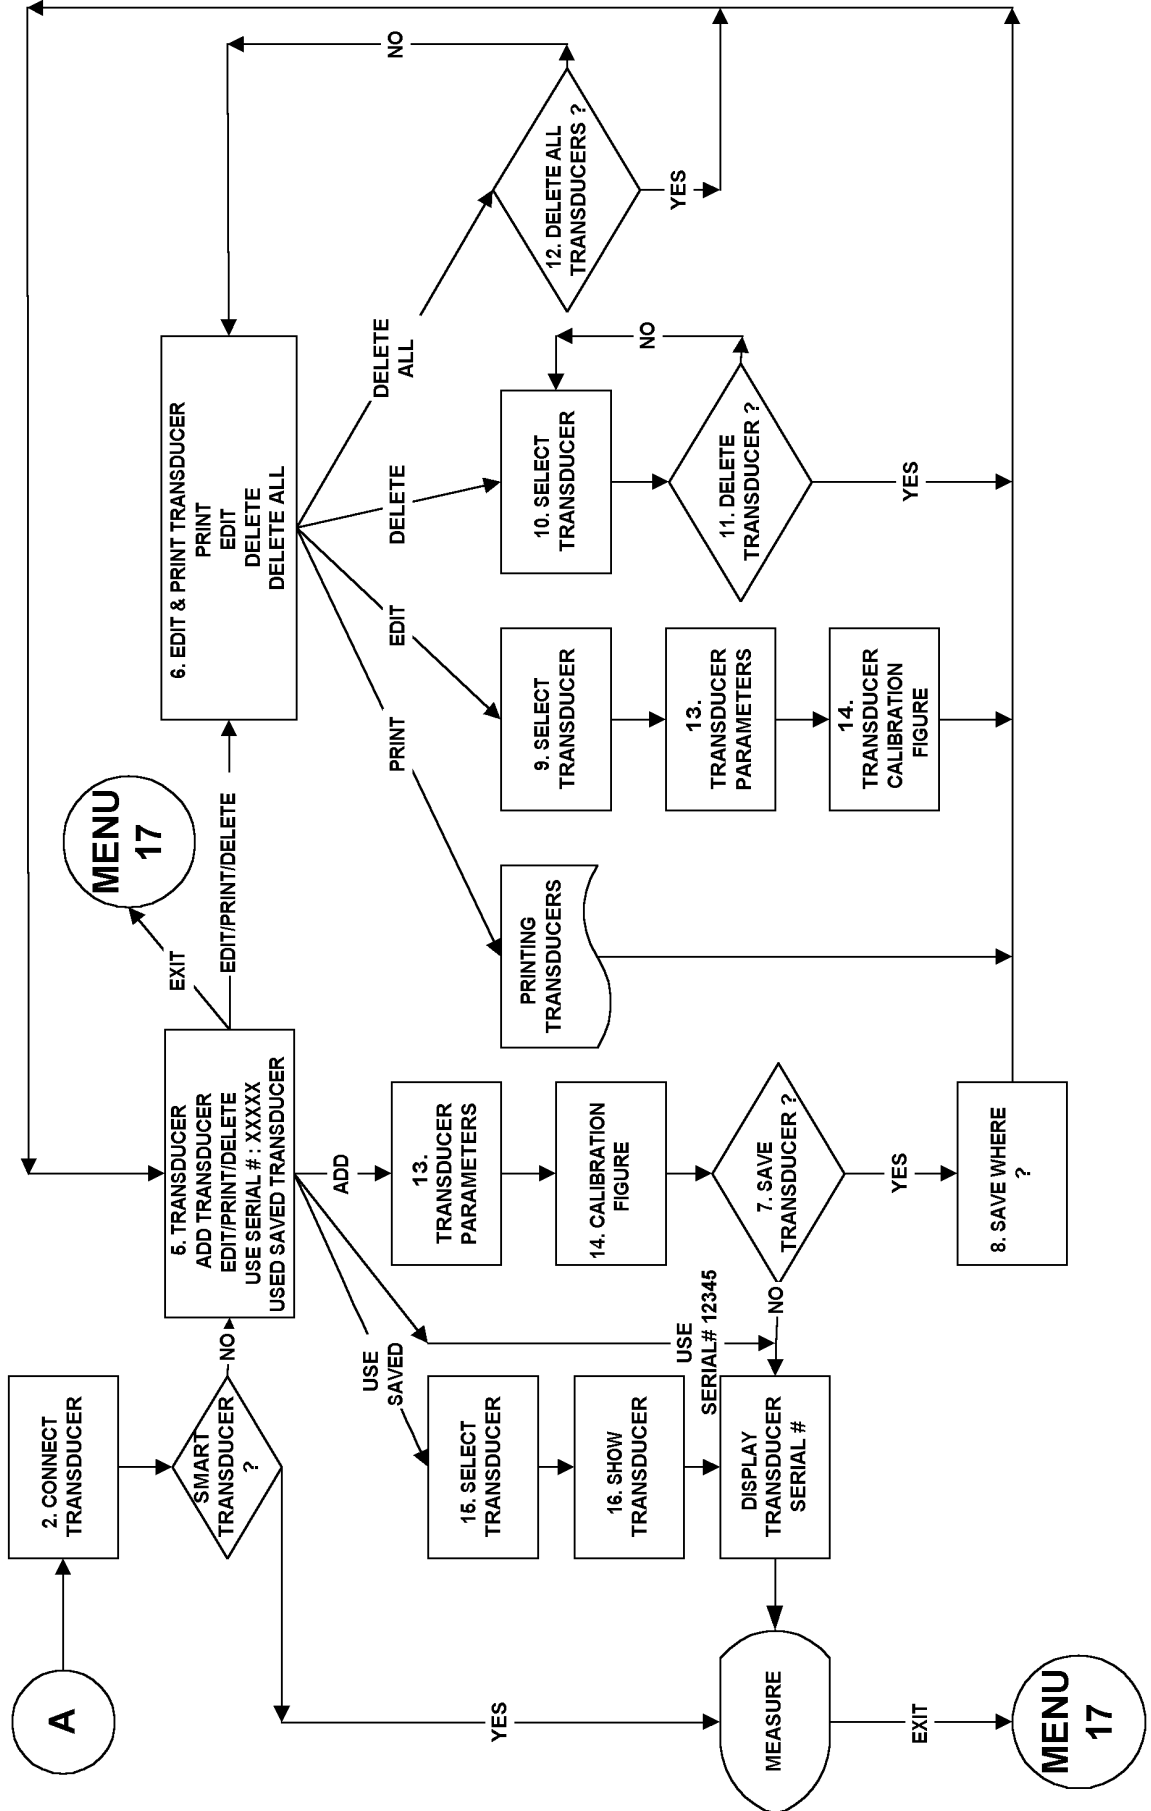 A
2. CONNECT
TRANSDUCER
SMART
TRANSDUCER
?
NO
YES
5. TRANSDUCER
ADD TRANSDUCER
EDIT/PRINT/DELETE
USE SERIAL # : XXXXX
USED SAVED TRANSDUCER
EXIT
MENU
17
EDIT/PRINT/DELETE
6. EDIT & PRINT TRANSDUCER
PRINT
EDIT
DELETE
DELETE ALL
NO
USE
SAVED
ADD
PRINT
EDIT
DELETE
DELETE
ALL
15. SELECT
TRANSDUCER
16. SHOW
TRANSDUCER
USE
SERIAL# 12345
DISPLAY
TRANSDUCER
SERIAL #
MEASURE
EXIT
MENU
17
13.
TRANSDUCER
PARAMETERS
14. CALIBRATION
FIGURE
7. SAVE
TRANSDUCER ?
NO
YES
8. SAVE WHERE
?
PRINTING
TRANSDUCERS
9. SELECT
TRANSDUCER
13.
TRANSDUCER
PARAMETERS
14.
TRANSDUCER
CALIBRATION
FIGURE
10. SELECT
TRANSDUCER
11. DELETE
TRANSDUCER ?
NO
YES
12. DELETE ALL
TRANSDUCERS ?
YES